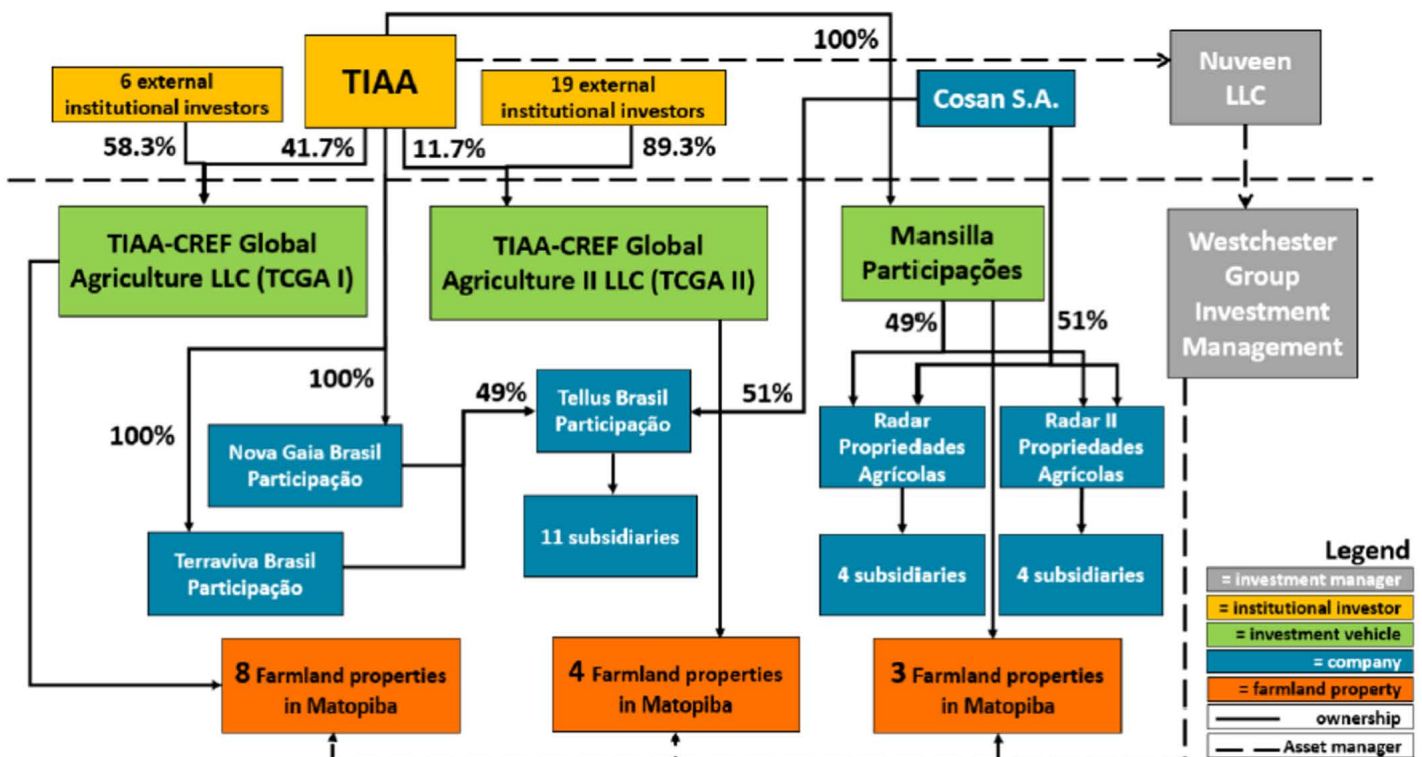 100%
TIAA
Nuveen
LLC
6 external
institutional investors
19 external
institutional investors
Cosan S.A.
58.3%
41.7%
11.7%
89.3%
TIAA-CREF Global
Agriculture LLC (TCGA I)
TIAA-CREF Global
Agriculture II LLC (TCGA II)
Mansilla
Participações
Westchester
Group
Investment
Management
49%
51%
100%
49%
Tellus Brasil
Participação
51%
100%
Nova Gaia Brasil
Participação
Radar
Propriedades
Agrícolas
Radar II
Propriedades
Agrícolas
11 subsidiaries
Terraviva Brasil
Participação
4 subsidiaries
4 subsidiaries
8 Farmland properties
in Matopiba
4 Farmland properties
in Matopiba
3 Farmland properties
in Matopiba
Legend
= investment manager
= institutional investor
= investment vehicle
= company
= farmland property
ownership
Asset manager